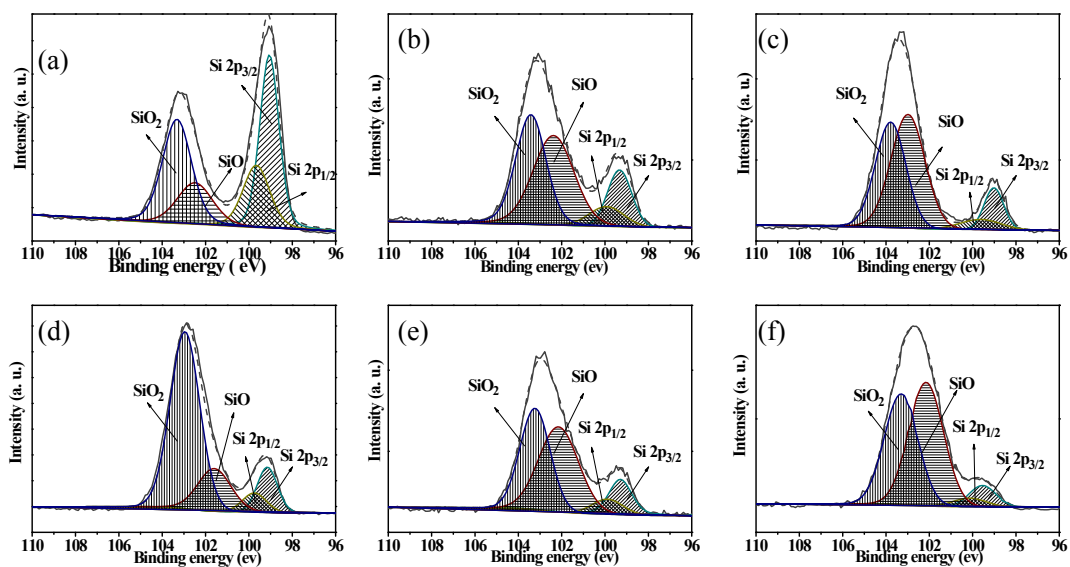 (a)
Intensity (a. u.)
SiO2
SiO
Si 2p3/2
Si 2p1/2
110 108 106 104 102 100 98 96
Binding energy ( eV)
(b)
Intensity (a. u.)
SiO2
SiO
Si 2p1/2
Si 2p3/2
110 108 106 104 102 100 98 96
Binding energy (ev)
(c)
Intensity (a. u.)
SiO2
SiO
Si 2p1/2
Si 2p3/2
110 108 106 104 102 100 98 96
Binding energy (ev)
(d)
Intensity (a. u.)
SiO2
SiO
Si 2p1/2
Si 2p3/2
110 108 106 104 102 100 98 96
Binding energy (ev)
(e)
Intensity (a. u.)
SiO2
SiO
Si 2p1/2
Si 2p3/2
110 108 106 104 102 100 98 96
Binding energy (ev)
(f)
Intensity (a. u.)
SiO2
SiO
Si 2p1/2
Si 2p3/2
110 108 106 104 102 100 98 96
Binding energy (ev)